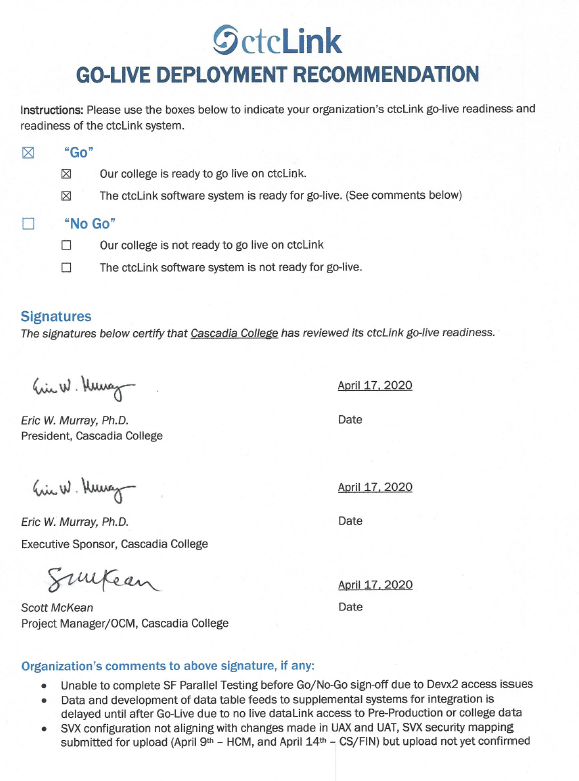 ctcLink
GO-LIVE DEPLOYMENT RECOMMENDATION
Instructions: Please use the boxes below to indicate your organization's ctcLink go-live readiness and
readiness of the ctcLink system.
☒ "Go"
☒ Our college is ready to go live on ctcLink.
☒ The ctcLink software system is ready for go-live. (See comments below)
☐ "No Go"
☐ Our college is not ready to go live on ctcLink
☐ The ctcLink software system is not ready for go-live.
Signatures
The signatures below certify that Cascadia College has reviewed its ctcLink go-live readiness.
Eric W. Murray April 17, 2020
Eric W. Murray, Ph.D. Date
President, Cascadia College
Eric W. Murray April 17, 2020
Eric W. Murray, Ph.D. Date
Executive Sponsor, Cascadia College
SMcKean April 17, 2020
Scott McKean Date
Project Manager/OCM, Cascadia College
Organization's comments to above signature, if any:
• Unable to complete SF Parallel Testing before Go/No-Go sign-off due to Devx2 access issues
• Data and development of data table feeds to supplemental systems for integration is
delayed until after Go-Live due to no live dataLink access to Pre-Production or college data
• SVX configuration not aligning with changes made in UAX and UAT, SVX security mapping
submitted for upload (April 9th – HCM, and April 14th – CS/FIN) but upload not yet confirmed